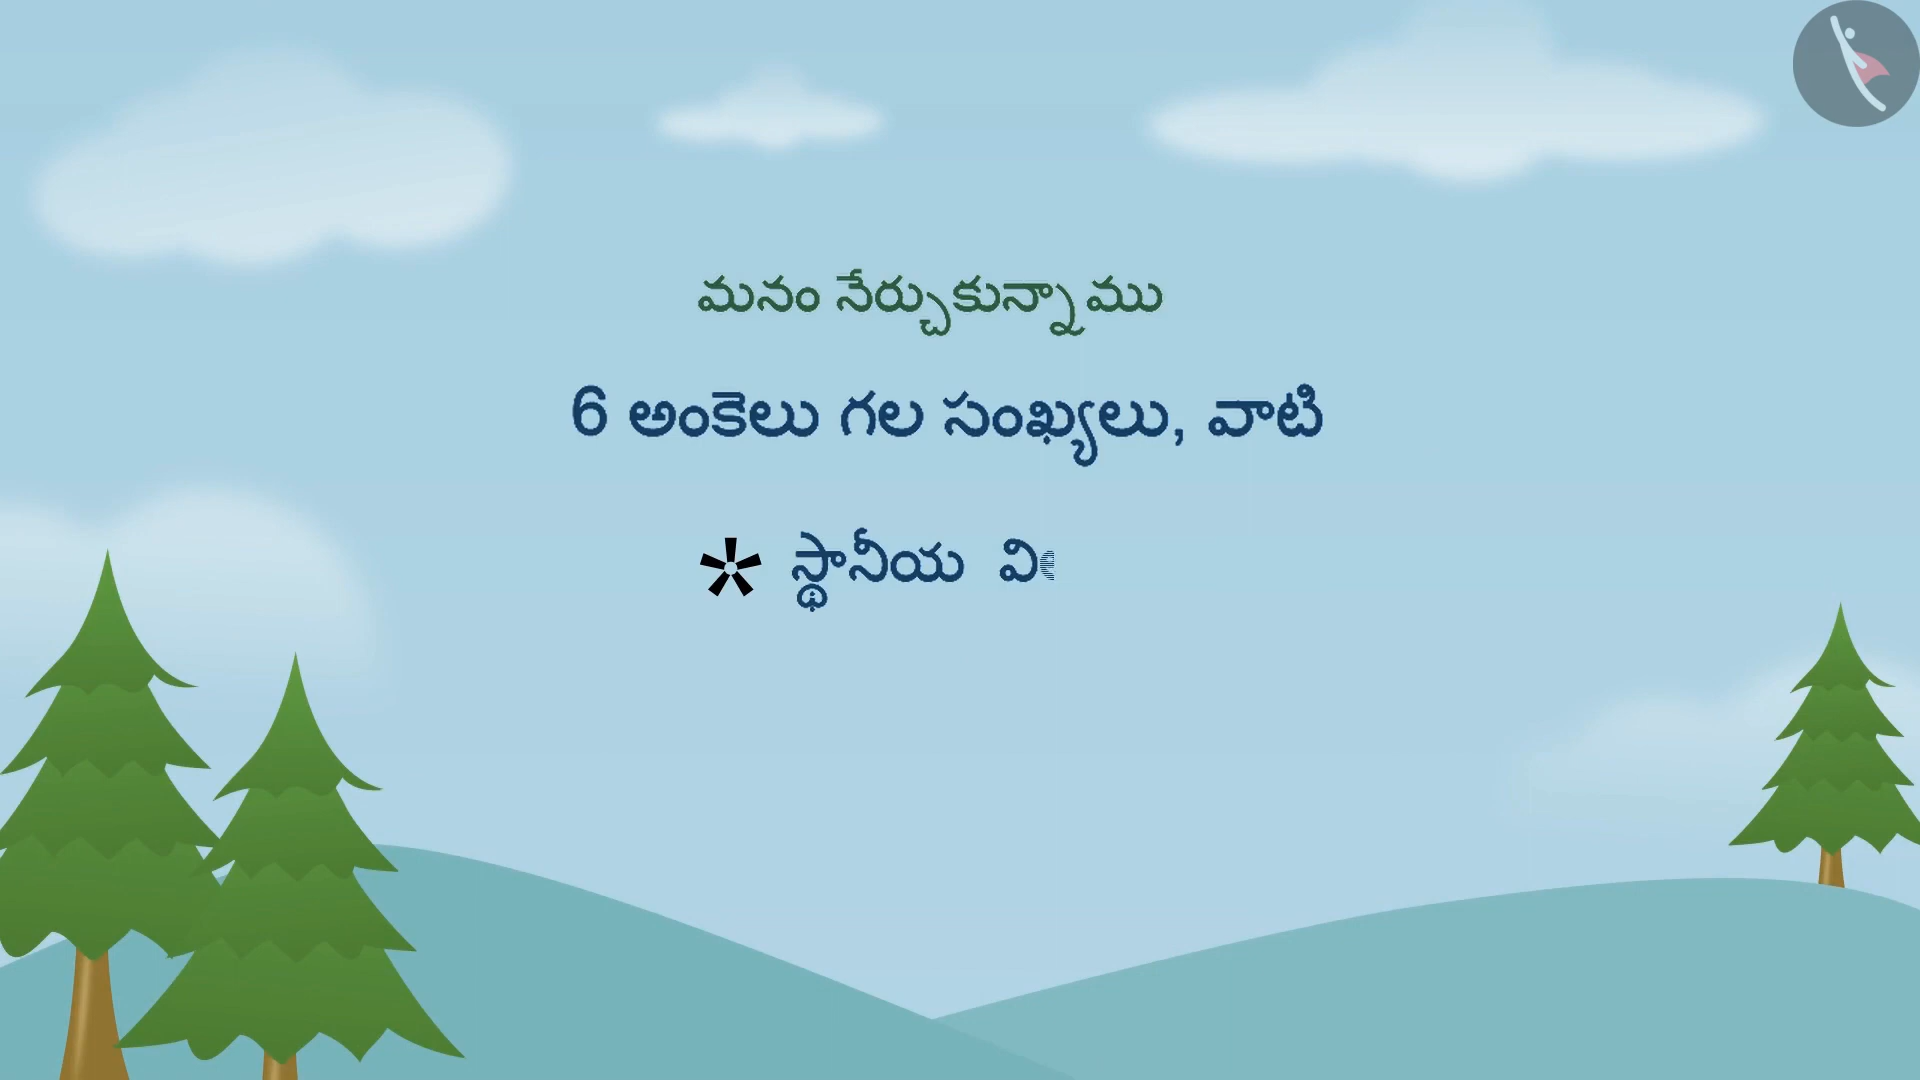 మనం నేర్చుకున్నాము
6 అంకెలు గల సంఖ్యలు, వాటి
* స్థానీయ వి